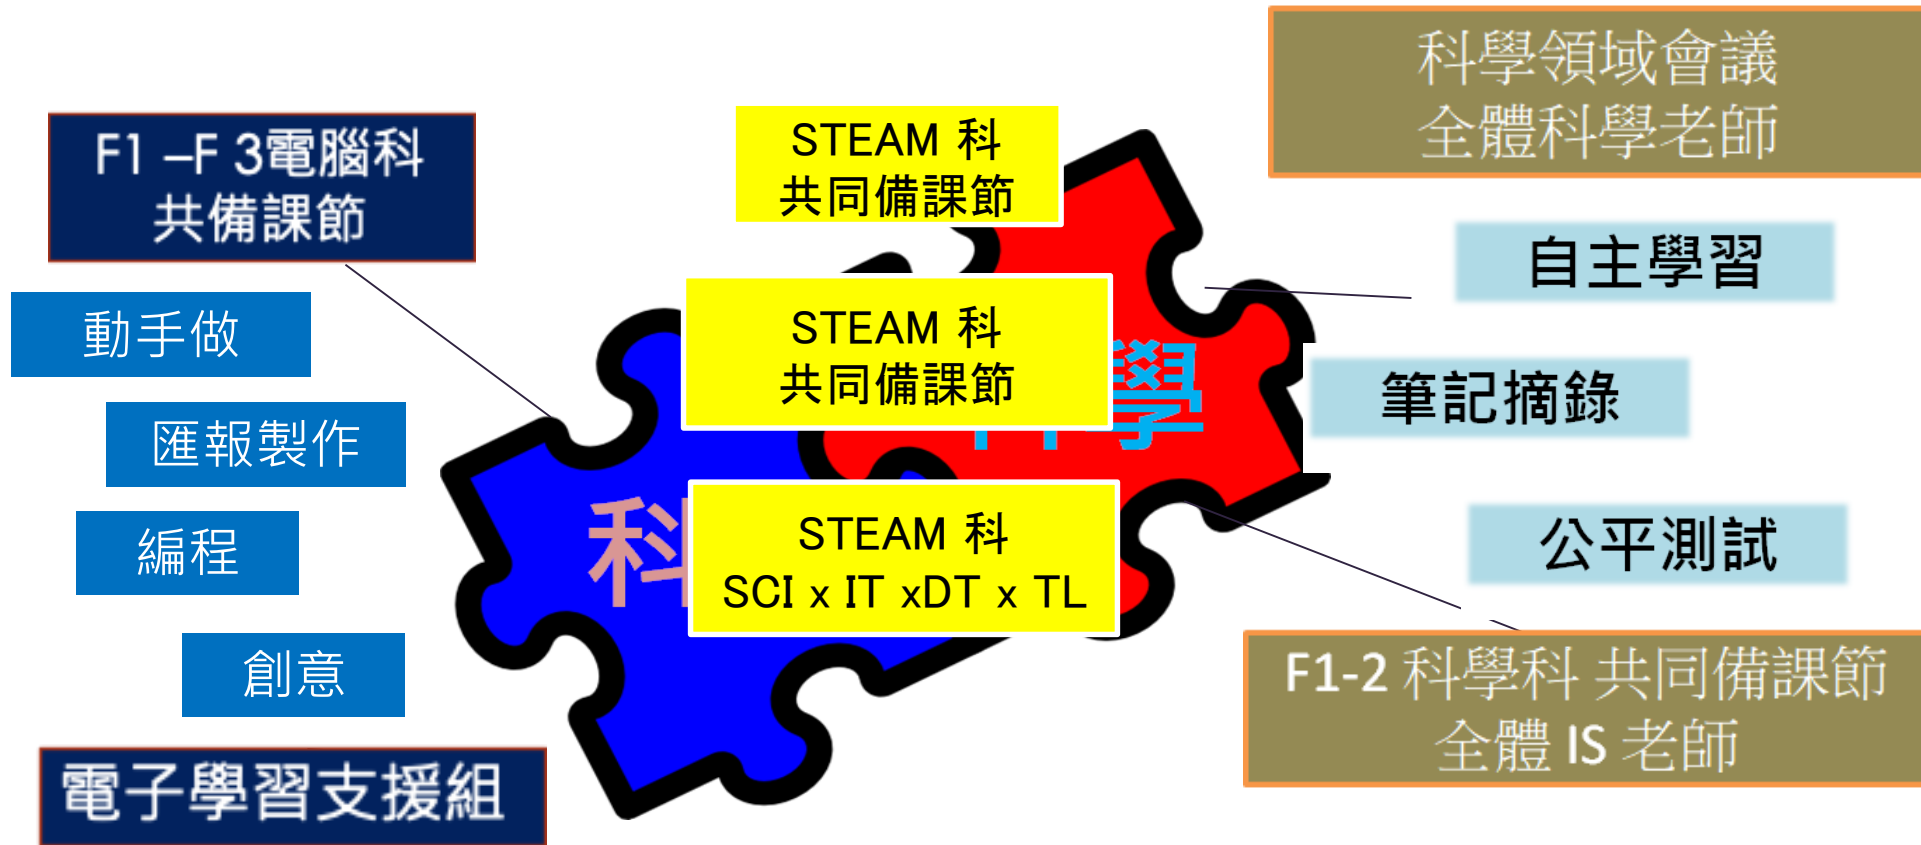 科學領域會議
全體科學老師
F1 –F 3電腦科
共備課節
STEAM 科
共同備課節
自主學習
動手做
STEAM 科
共同備課節
學
筆記摘錄
匯報製作
編程
科
STEAM 科
SCI x IT xDT x TL
公平測試
創意
F1-2 科學科 共同備課節
全體 IS 老師
電子學習支援組